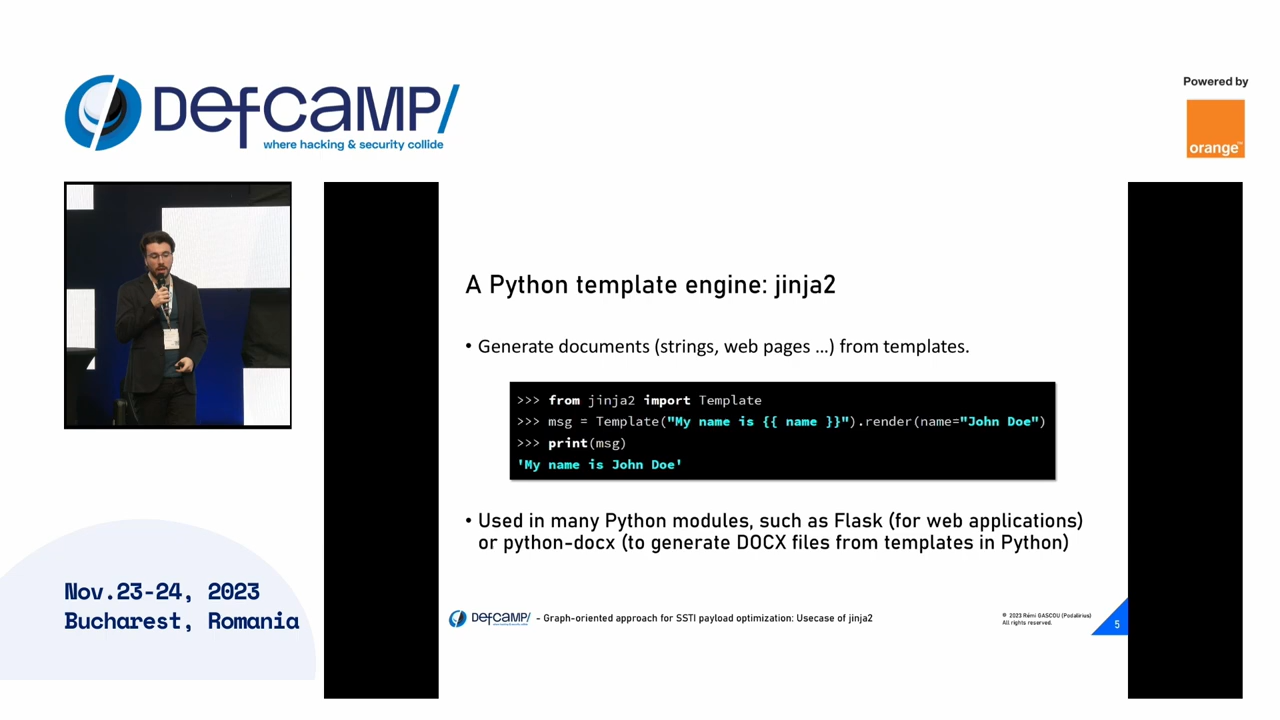 DefCamp/
where hacking & security collide
Powered by
orange™
A Python template engine: jinja2
• Generate documents (strings, web pages …) from templates.
>>> from jinja2 import Template
>>> msg = Template("My name is {{ name }}").render(name="John Doe")
>>> print(msg)
'My name is John Doe'
• Used in many Python modules, such as Flask (for web applications)
or python-docx (to generate DOCX files from templates in Python)
Nov.23-24, 2023
Bucharest, Romania
DefCamp/ - Graph-oriented approach for SSTI payload optimization: Usecase of jinja2
© 2023 Rémi GASCOU (Podalirius)
All rights reserved.
5